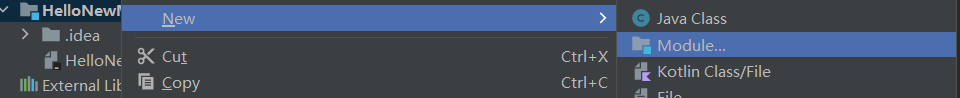 HelloNewM
New
Java Class
.idea
Module...
HelloNe
Cut
Ctrl+X
Kotlin Class/File
External Lib
Copy
Ctrl+C
File